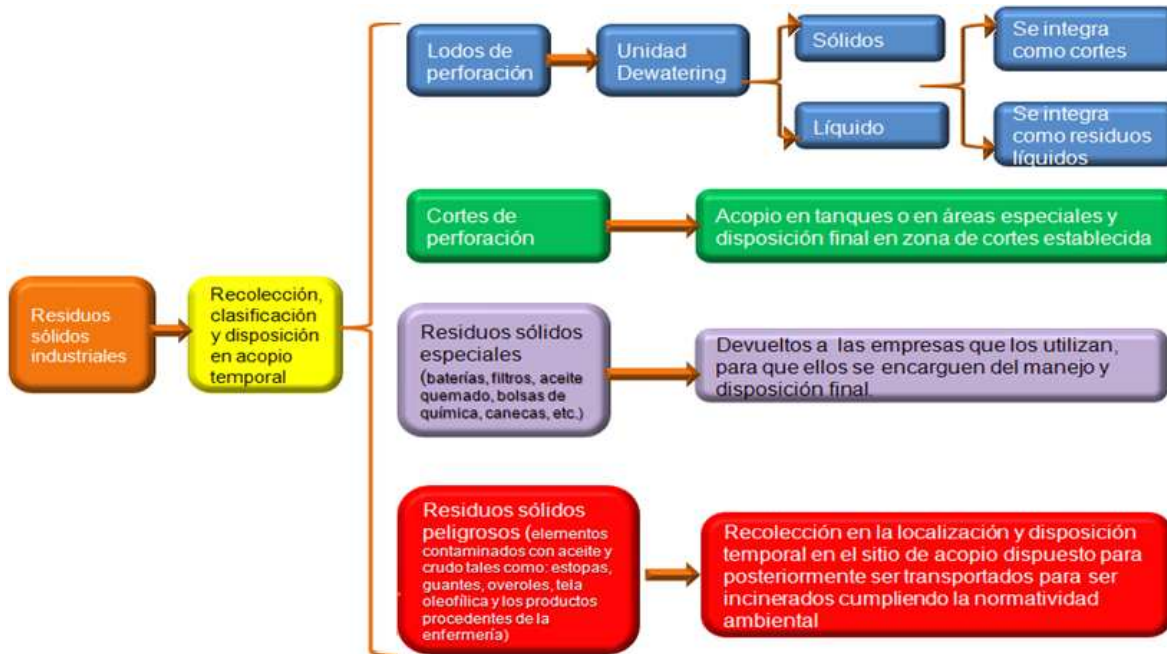 Residuos
sólidos
industriales
Recolección,
clasificación
y disposición
en acopio
temporal
Lodos de
perforación
Unidad
Dewatering
Sólidos
Líquido
Se integra
como cortes
Se integra
como residuos
líquidos
Cortes de
perforación
Acopio en tanques o en áreas especiales y
disposición final en zona de cortes establecida
Residuos sólidos
especiales
(baterías, filtros, aceite
quemado, bolsas de
química, canecas, etc.)
Devueltos a las empresas que los utilizan,
para que ellos se encarguen del manejo y
disposición final.
Residuos sólidos
peligrosos (elementos
contaminados con aceite y
crudo tales como: estopas,
guantes, overoles, tela
oleofílica y los productos
procedentes de la
enfermería)
Recolección en la localización y disposición
temporal en el sitio de acopio dispuesto para
posteriormente ser transportados para ser
incinerados cumpliendo la normatividad
ambiental